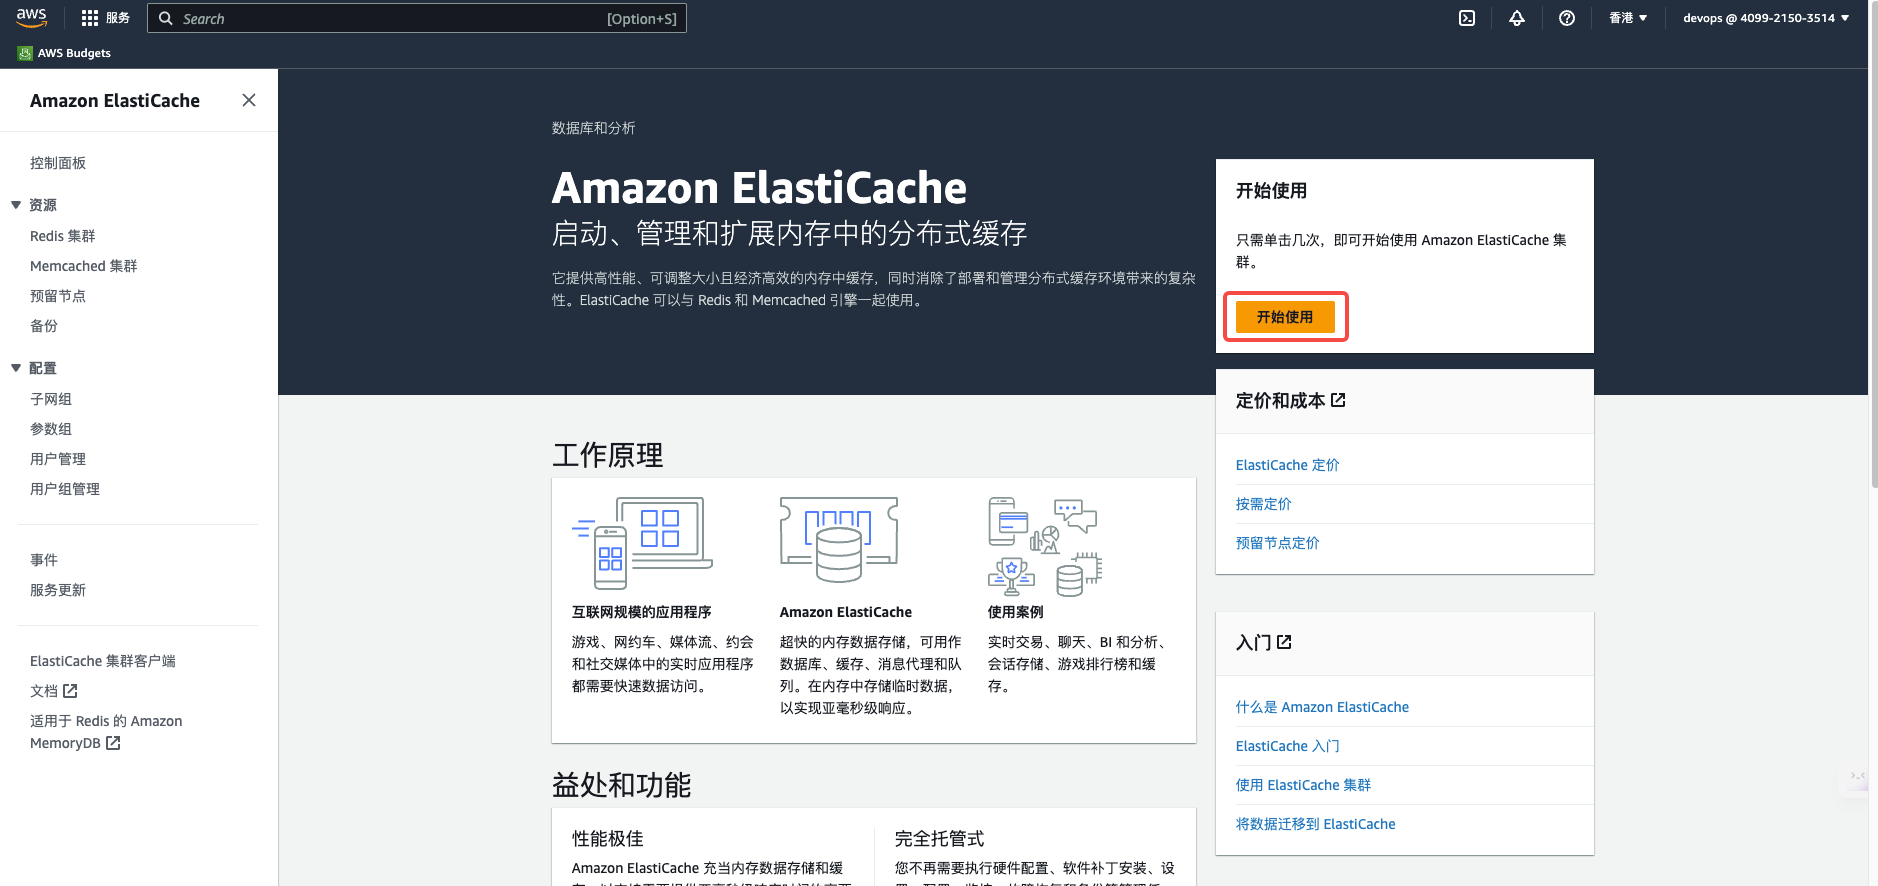 aws
服务
Search
[Option+S]
香港
devops @ 4099-2150-3514
AWS Budgets
Amazon ElastiCache
控制面板
资源
Redis 集群
Memcached 集群
预留节点
备份
配置
子网组
参数组
用户管理
用户组管理
事件
服务更新
ElastiCache 集群客户端
文档
适用于 Redis 的 Amazon
MemoryDB
数据库和分析
Amazon ElastiCache
启动、管理和扩展内存中的分布式缓存
它提供高性能、可调整大小且经济高效的内存中缓存，同时消除了部署和管理分布式缓存环境带来的复杂
性。ElastiCache 可以与 Redis 和 Memcached 引擎一起使用。
开始使用
只需单击几次，即可开始使用 Amazon ElastiCache 集
群。
开始使用
定价和成本
ElastiCache 定价
按需定价
预留节点定价
入门
什么是 Amazon ElastiCache
ElastiCache 入门
使用 ElastiCache 集群
将数据迁移到 ElastiCache
工作原理
互联网规模的应用程序
游戏、网约车、媒体流、约会
和社交媒体中的实时应用程序
都需要快速数据访问。
Amazon ElastiCache
超快的内存数据存储，可用作
数据库、缓存、消息代理和队
列。在内存中存储临时数据，
以实现亚毫秒级响应。
使用案例
实时交易、聊天、BI 和分析、
会话存储、游戏排行榜和缓
存。
益处和功能
性能极佳
Amazon ElastiCache 充当内存数据存储和缓
完全托管式
您不再需要执行硬件配置、软件补丁安装、设